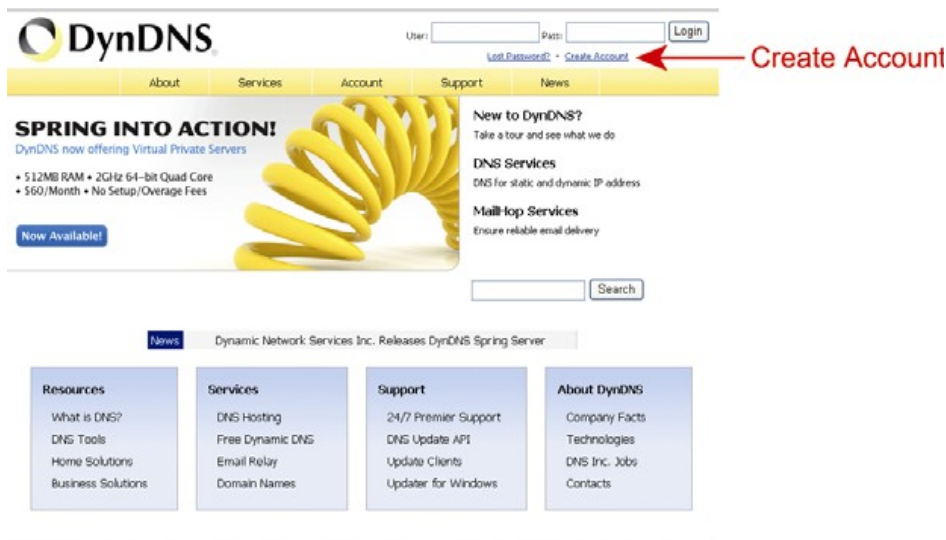 DynDNS
User:
Pass:
Login
Lost Password? - Create Account
Create Account
About Services Account Support News
SPRING INTO ACTION!
DynDNS now offering Virtual Private Servers
• 512MB RAM • 2GHz 64-bit Quad Core
• $60/Month • No Setup/Overage Fees
Now Available!
New to DynDNS?
Take a tour and see what we do
DNS Services
DNS for static and dynamic IP address
MailHop Services
Ensure reliable email delivery
Search
News Dynamic Network Services Inc. Releases DynDNS Spring Server
Resources
What is DNS?
DNS Tools
Home Solutions
Business Solutions
Services
DNS Hosting
Free Dynamic DNS
Email Relay
Domain Names
Support
24/7 Premier Support
DNS Update API
Update Clients
Updater for Windows
About DynDNS
Company Facts
Technologies
DNS Inc. Jobs
Contacts